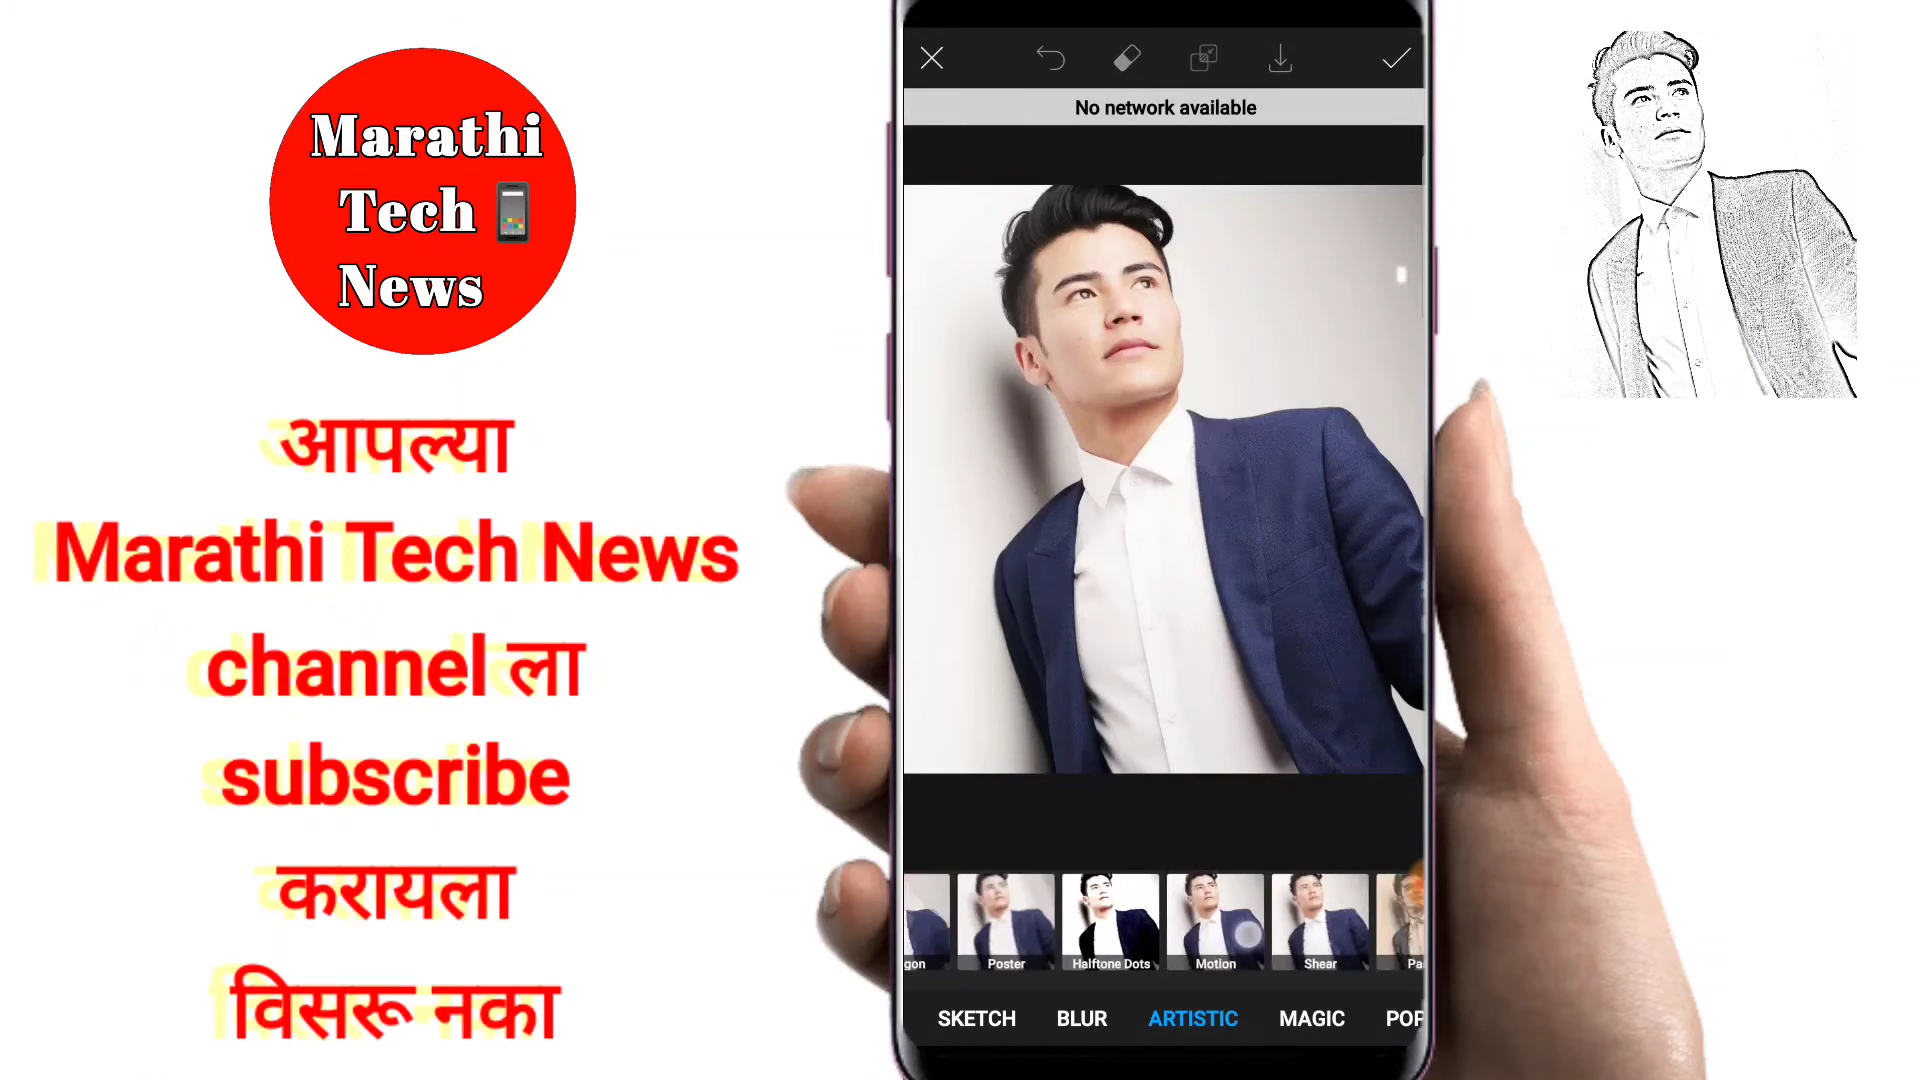 Marathi
Tech
News
आपल्या
Marathi Tech News
channel ला
subscribe
करायला
विसरू नका
No network available
gon
Poster
Halftone Dots
Motion
Shear
Pas
SKETCH
BLUR
ARTISTIC
MAGIC
POP